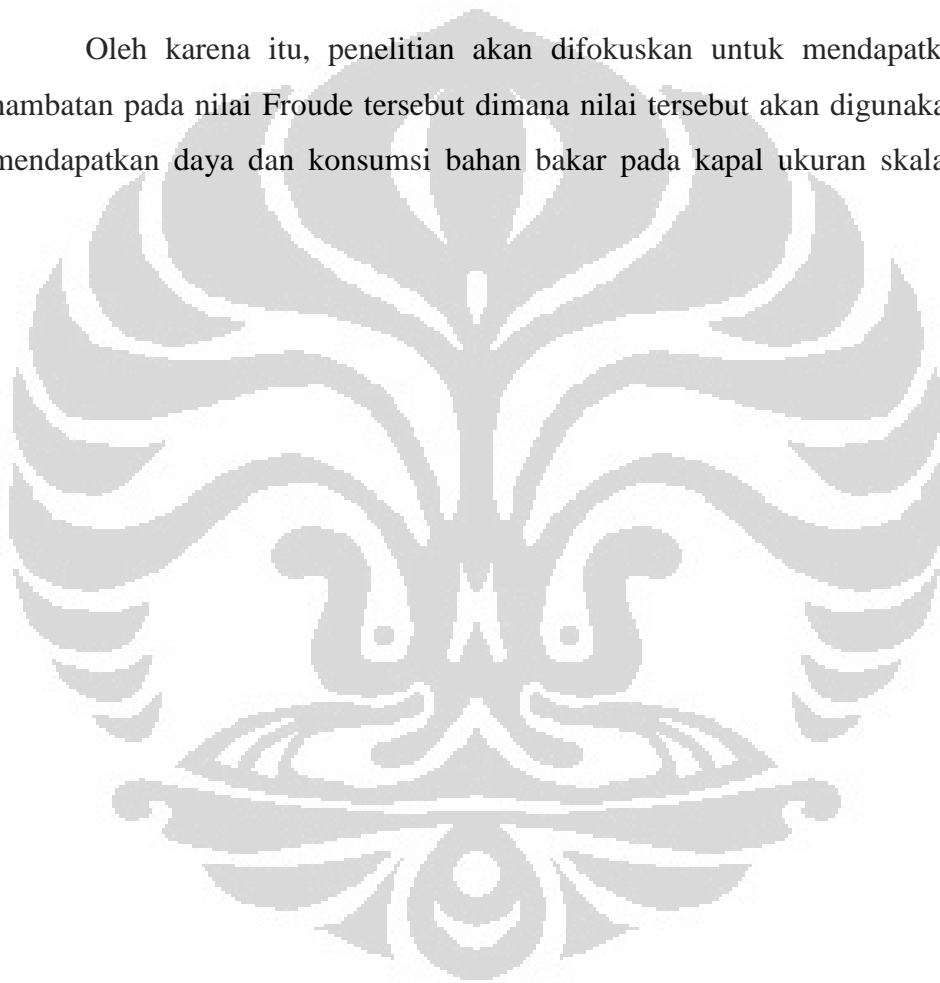 Oleh karena itu, penelitian akan difokuskan untuk mendapatk
hambatan pada nilai Froude tersebut dimana nilai tersebut akan digunaka
mendapatkan daya dan konsumsi bahan bakar pada kapal ukuran skala